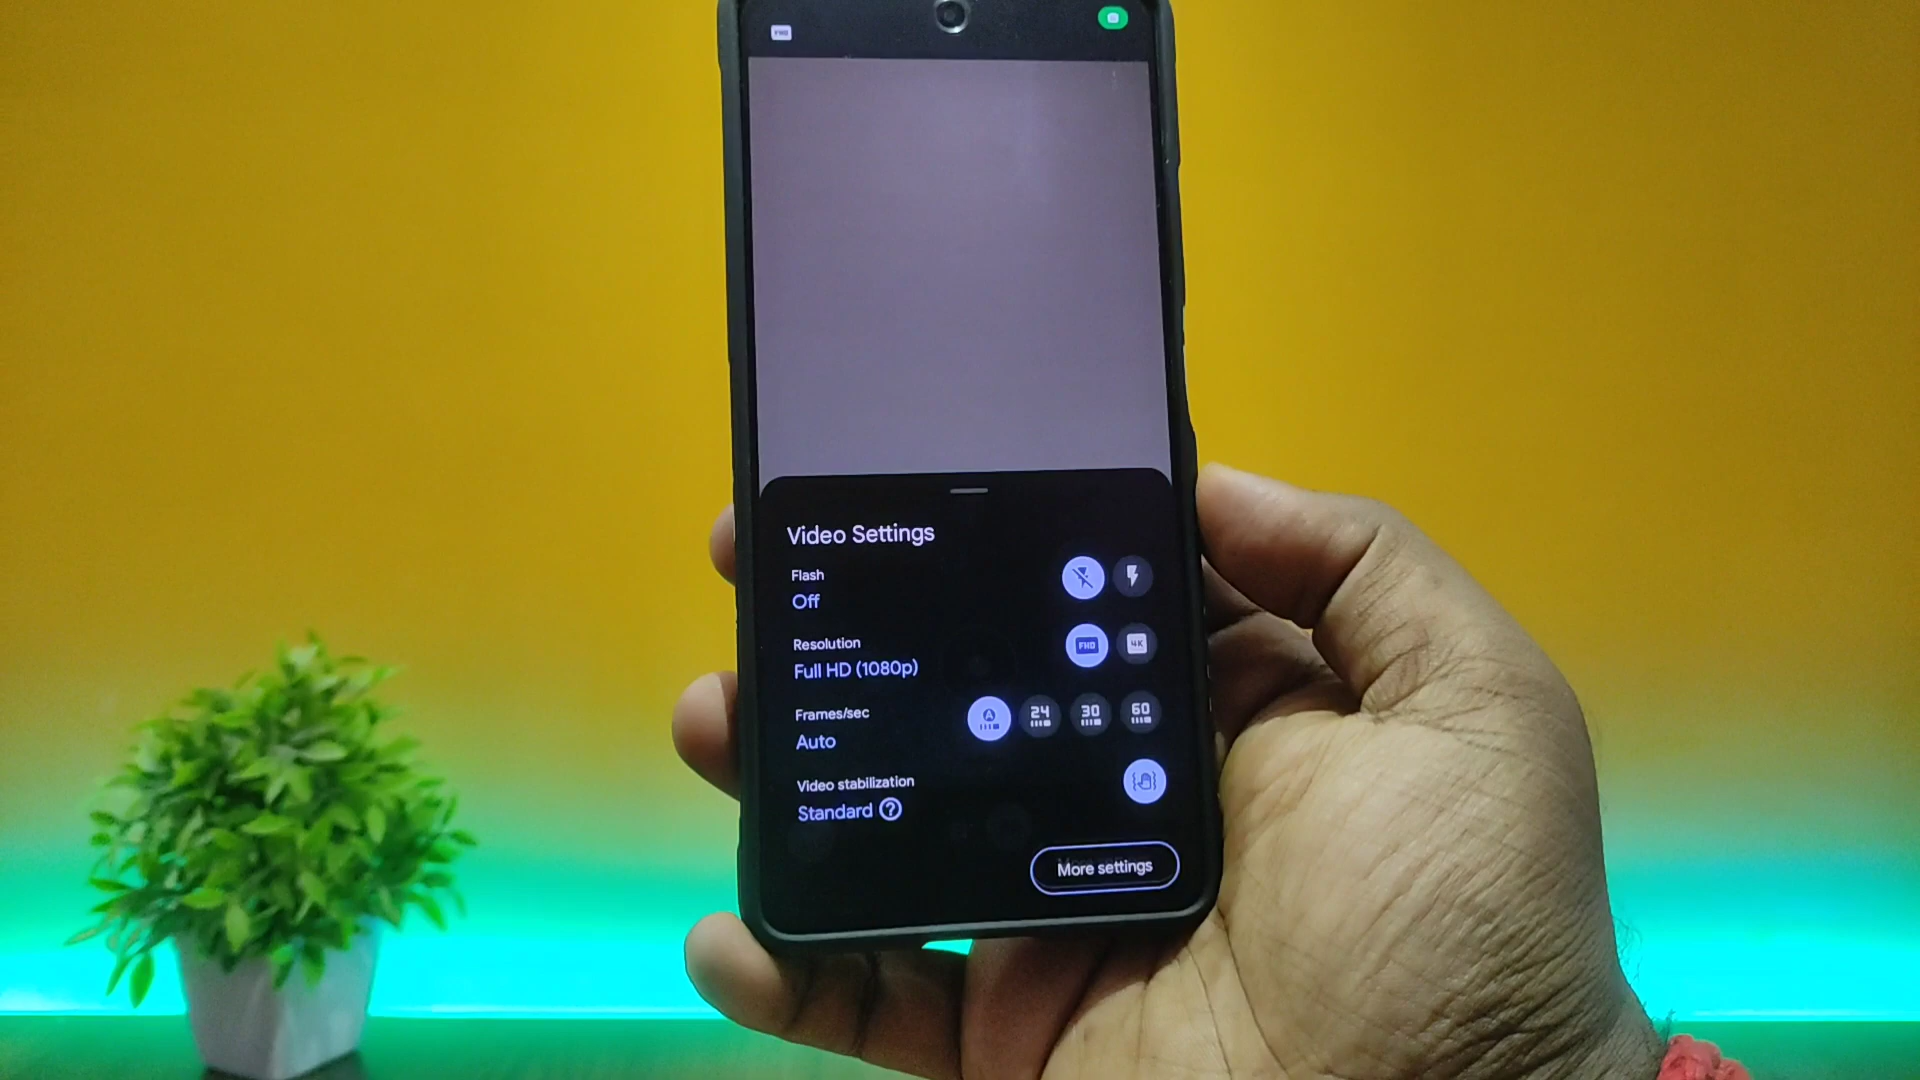 FHD
Video Settings
Flash
Off
Resolution
Full HD (1080p)
FHD 4K
Frames/sec
Auto
A 24 30 60
Video stabilization
Standard ?
More settings